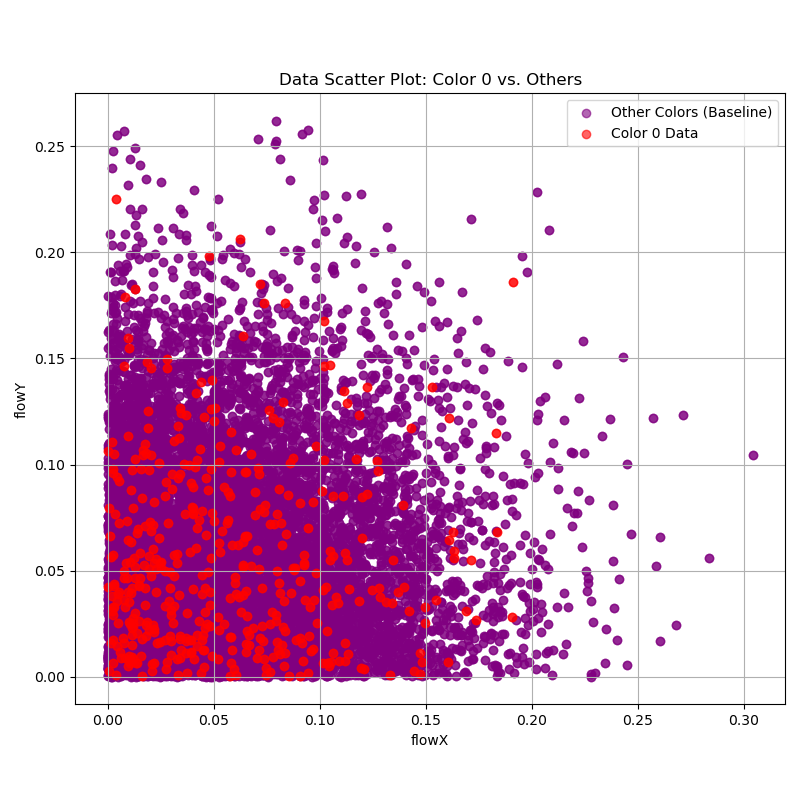 Data Scatter Plot: Color 0 vs. Others
Other Colors (Baseline)
Color 0 Data
flowY
0.25
0.20
0.15
0.10
0.05
0.00
0.00 0.05 0.10 0.15 0.20 0.25 0.30
flowX